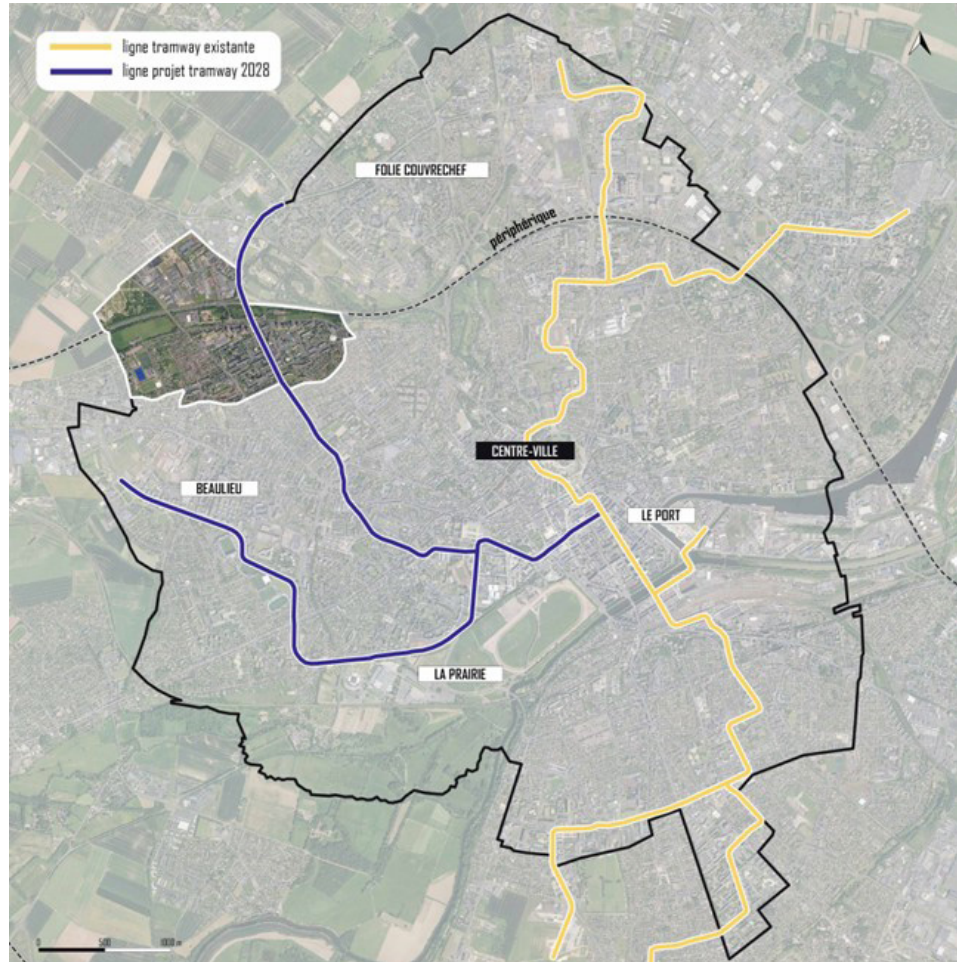 ligne tramway existante
ligne projet tramway 2028
FOLIE COUVRECHEF
périphérique
CENTRE-VILLE
BEAULIEU
LE PORT
LA PRAIRIE
0 500 1000 m